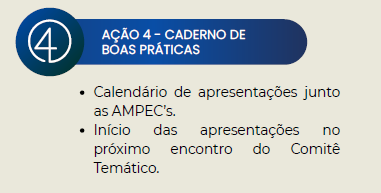 4
AÇÃO 4 - CADERNO DE
BOAS PRÁTICAS
• Calendário de apresentações junto
as AMPEC's.
• Início das apresentações no
próximo encontro do Comitê
Temático.